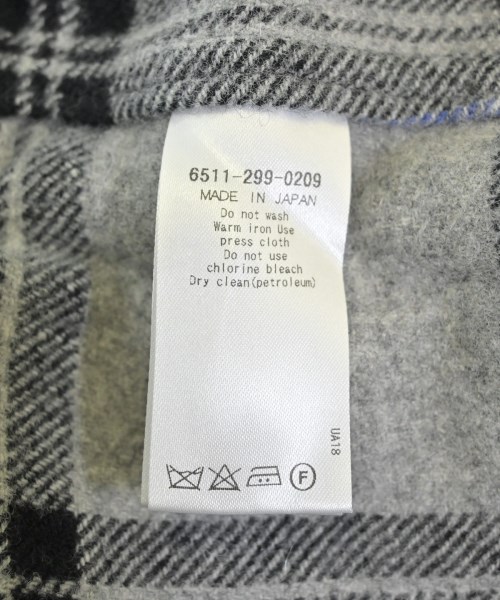 6511-299-0209
MADE IN JAPAN
Do not wash
Warm iron Use
press cloth
Do not use
chlorine bleach
Dry clean(petroleum)
UA18
F